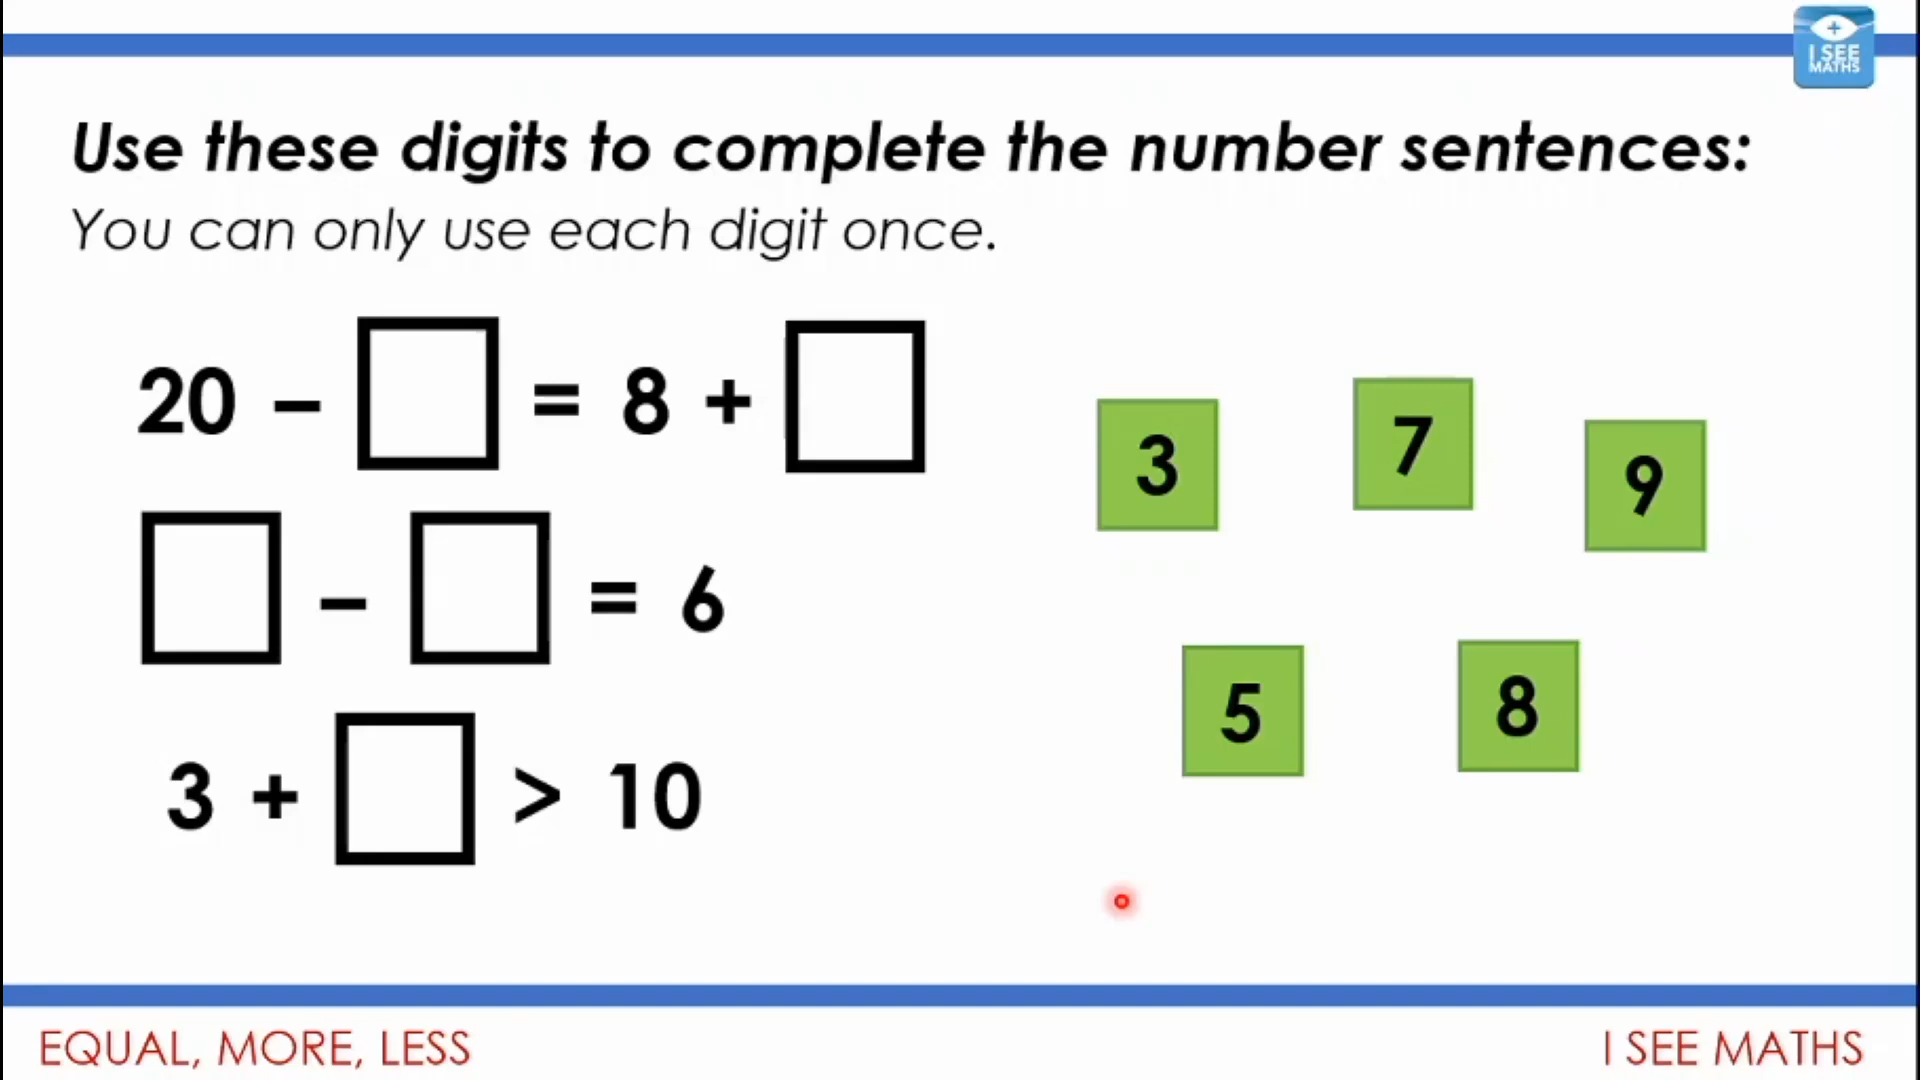 I SEE
MATHS
Use these digits to complete the number sentences:
You can only use each digit once.
20 – = 8 +
– = 6
3 + > 10
3
7
9
5
8
EQUAL, MORE, LESS
I SEE MATHS